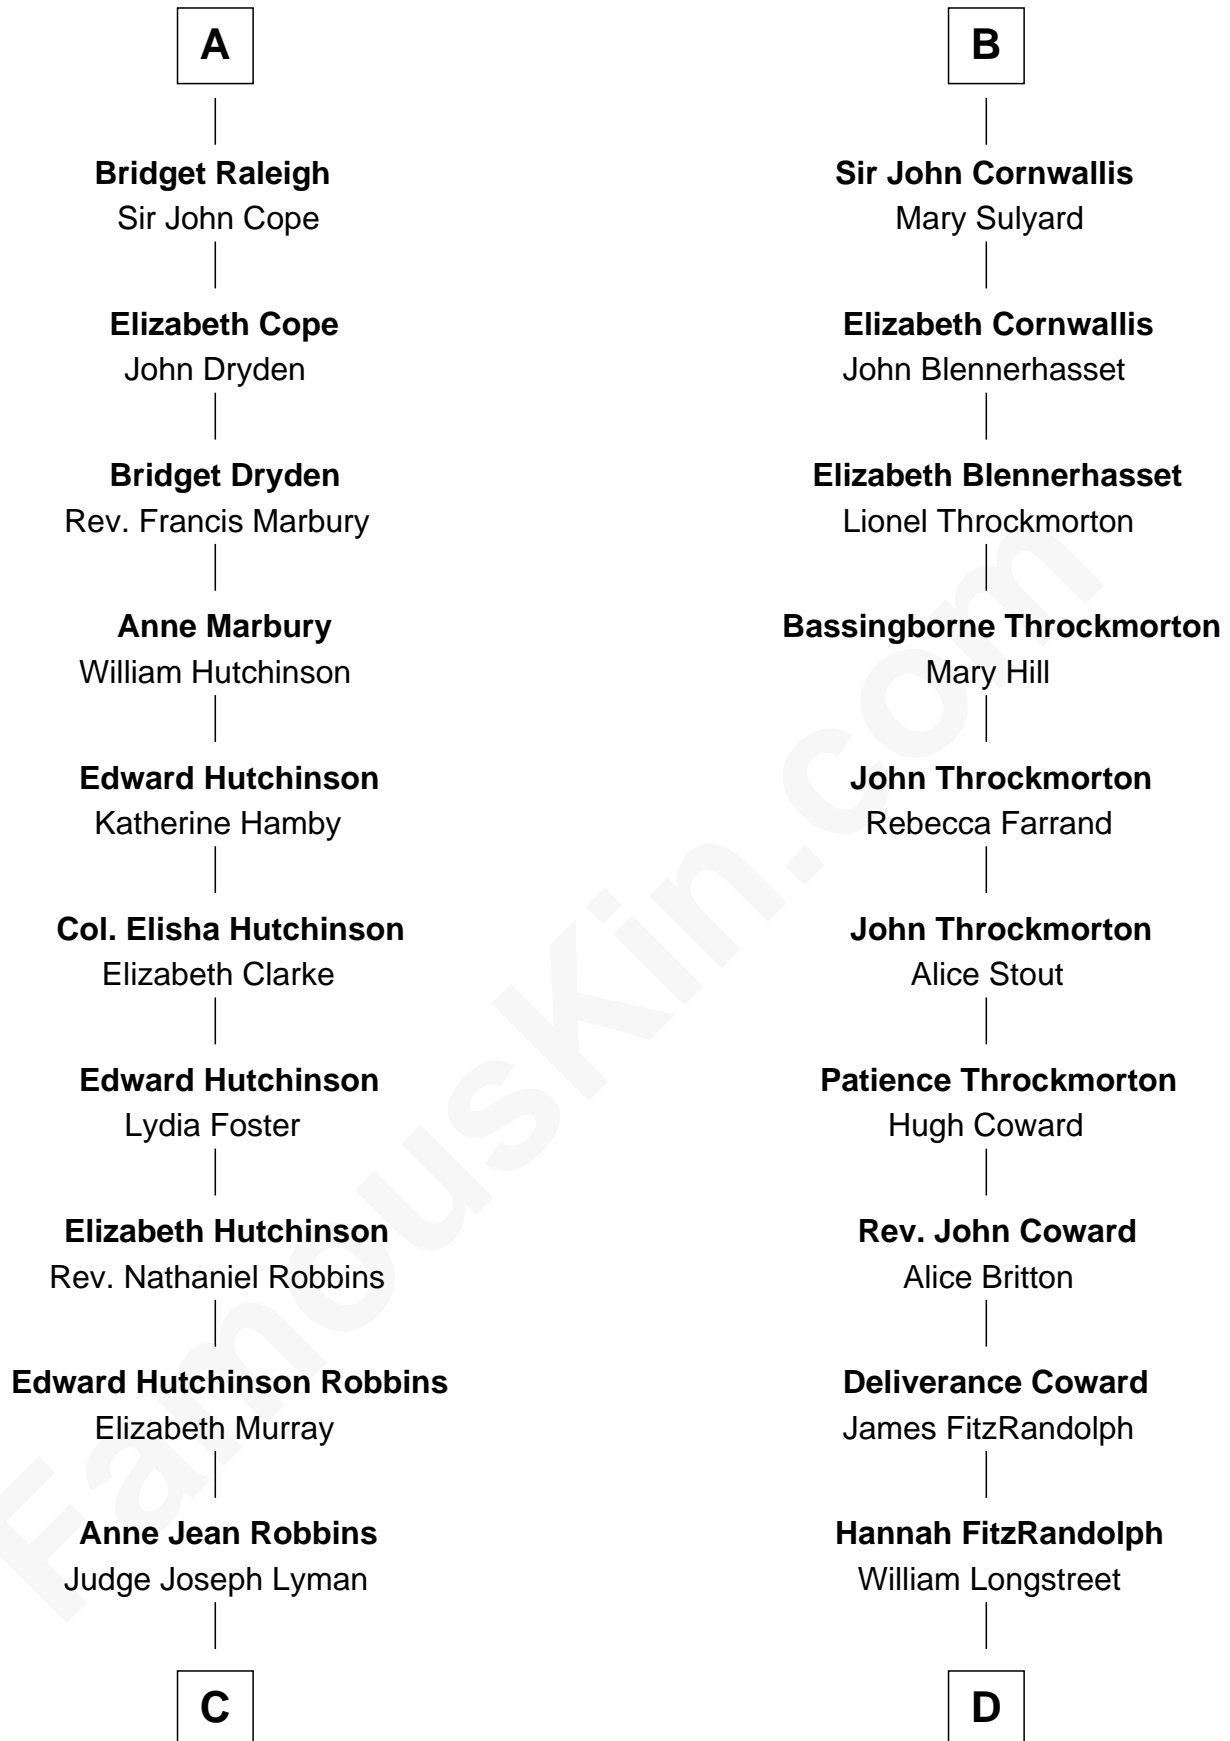 A
Bridget Raleigh
Sir John Cope
Elizabeth Cope
John Dryden
Bridget Dryden
Rev. Francis Marbury
Anne Marbury
William Hutchinson
Edward Hutchinson
Katherine Hamby
Col. Elisha Hutchinson
Elizabeth Clarke
Edward Hutchinson
Lydia Foster
Elizabeth Hutchinson
Rev. Nathaniel Robbins
Edward Hutchinson Robbins
Elizabeth Murray
Anne Jean Robbins
Judge Joseph Lyman
C
B
Sir John Cornwallis
Mary Sulyard
Elizabeth Cornwallis
John Blennerhasset
Elizabeth Blennerhasset
Lionel Throckmorton
Bassingborne Throckmorton
Mary Hill
John Throckmorton
Rebecca Farrand
John Throckmorton
Alice Stout
Patience Throckmorton
Hugh Coward
Rev. John Coward
Alice Britton
Deliverance Coward
James FitzRandolph
Hannah FitzRandolph
William Longstreet
D
FamousKin.com